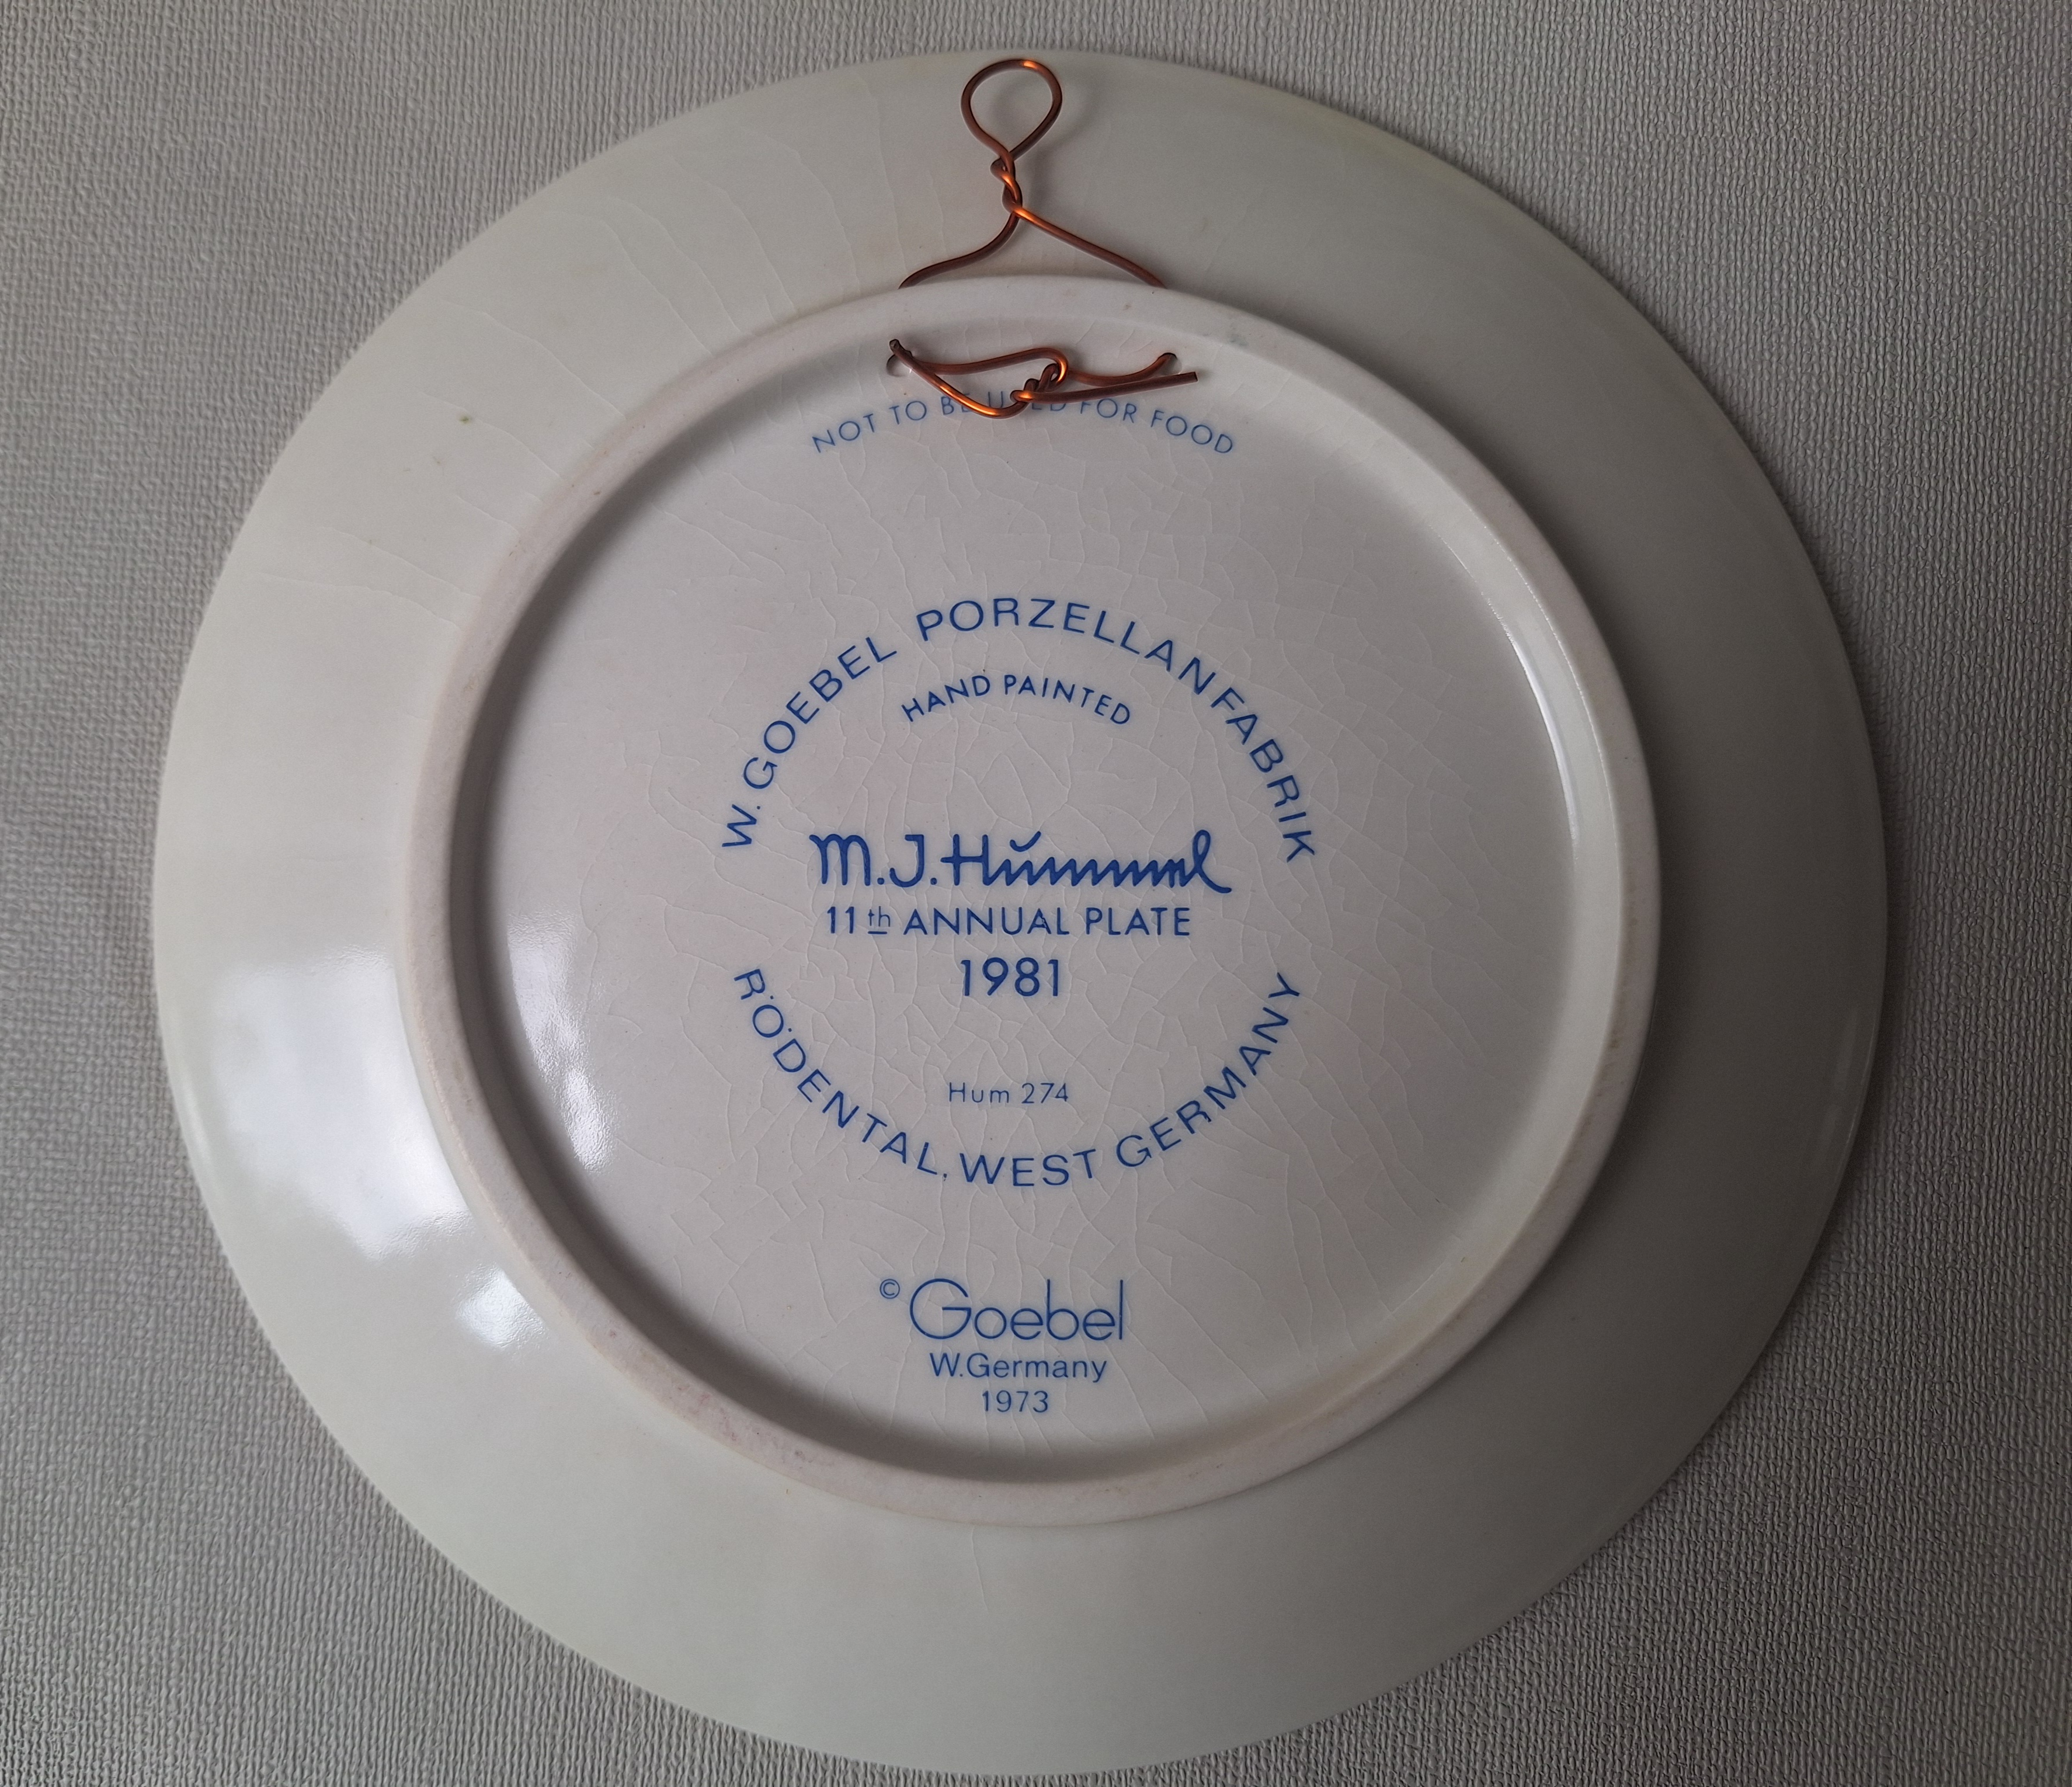 NOT TO BE USED FOR FOOD
W. GOEBEL PORZELLANFABRIK
HAND PAINTED
M.J. Hummel
11th ANNUAL PLATE
1981
Hum 274
RÖDENTAL, WEST GERMANY
© Goebel
W.Germany
1973